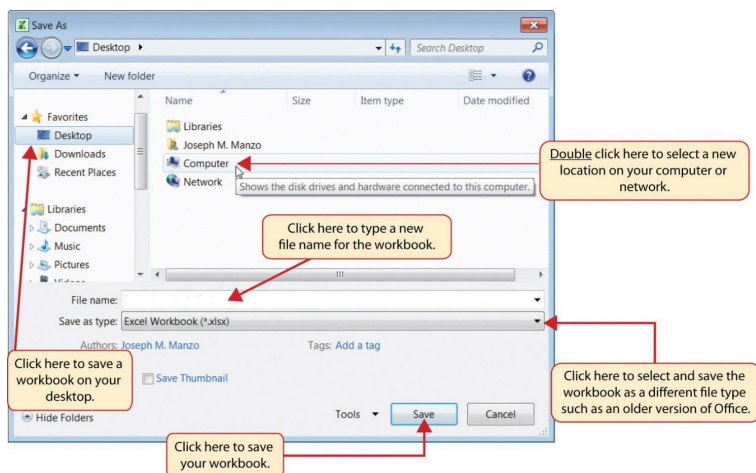 Save As
Desktop
Search Desktop
Organize
New folder
Name
Size
Item type
Date modified
Favorites
Desktop
Downloads
Recent Places
Libraries
Documents
Music
Pictures
Libraries
Joseph M. Manzo
Computer
Network
Shows the disk drives and hardware connected to this computer.
Double click here to select a new
location on your computer or
network.
Click here to type a new
file name for the workbook.
File name:
Save as type: Excel Workbook (*.xlsx)
Authors: Joseph M. Manzo
Tags: Add a tag
Click here to save a
workbook on your
desktop.
Save Thumbnail
Click here to select and save the
workbook as a different file type
such as an older version of Office.
Hide Folders
Tools
Save
Cancel
Click here to save
your workbook.